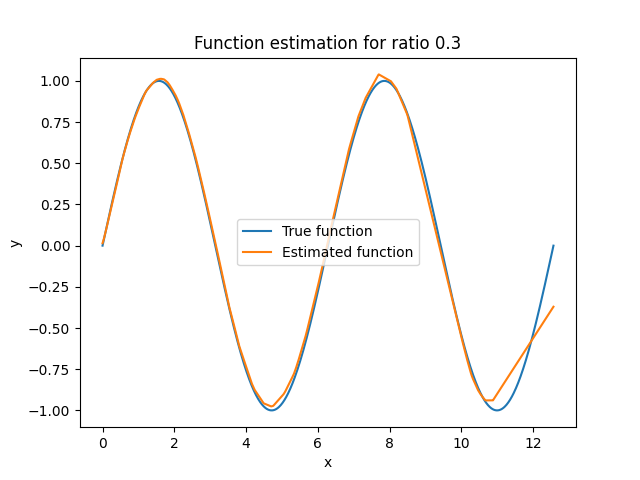 Function estimation for ratio 0.3
1.00
0.75
0.50
0.25
0.00
−0.25
−0.50
−0.75
−1.00
y
True function
Estimated function
0 2 4 6 8 10 12
x